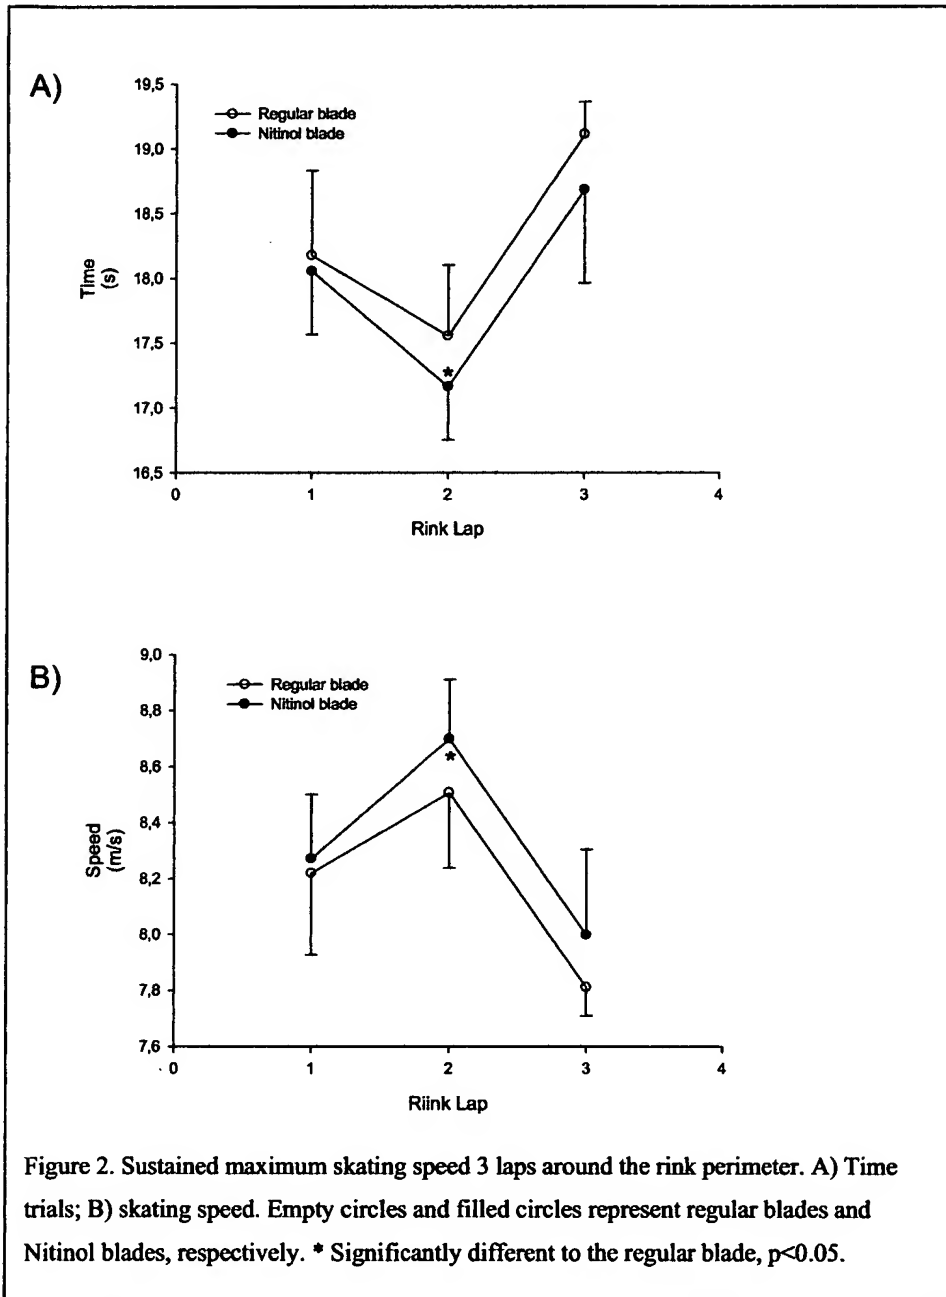 A)
19,5
Regular blade
Nitinol blade
19,0
18,5
Time
(s)
18,0
17,5
*
17,0
16,5
0 1 2 3 4
Rink Lap
B)
9,0
Regular blade
Nitinol blade
8,8
8,6
*
8,4
Speed
(m/s)
8,2
8,0
7,8
7,6
0 1 2 3 4
Riink Lap
Figure 2. Sustained maximum skating speed 3 laps around the rink perimeter. A) Time
trials; B) skating speed. Empty circles and filled circles represent regular blades and
Nitinol blades, respectively. * Significantly different to the regular blade, p<0.05.